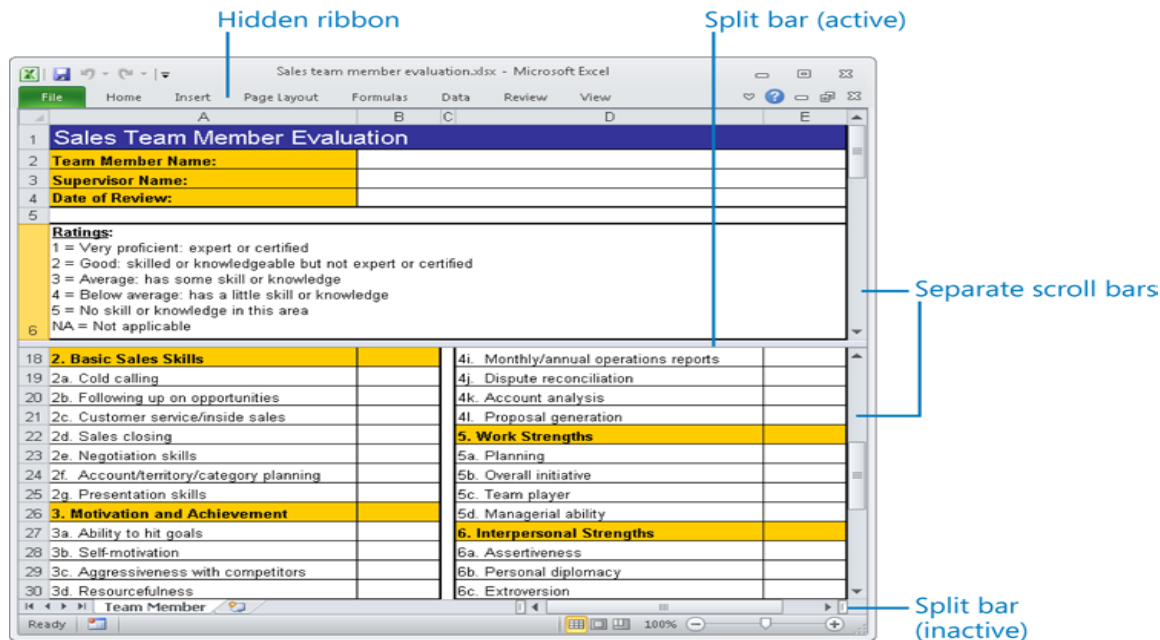 Hidden ribbon
Split bar (active)
Sales team member evaluation.xlsx - Microsoft Excel
File Home Insert Page Layout Formulas Data Review View
A B C D E
1 Sales Team Member Evaluation
2 Team Member Name:
3 Supervisor Name:
4 Date of Review:
5
Ratings:
1 = Very proficient: expert or certified
2 = Good: skilled or knowledgeable but not expert or certified
3 = Average: has some skill or knowledge
4 = Below average: has a little skill or knowledge
5 = No skill or knowledge in this area
6 NA = Not applicable
Separate scroll bars
18 2. Basic Sales Skills 4i. Monthly/annual operations reports
19 2a. Cold calling 4j. Dispute reconciliation
20 2b. Following up on opportunities 4k. Account analysis
21 2c. Customer service/inside sales 4l. Proposal generation
22 2d. Sales closing 5. Work Strengths
23 2e. Negotiation skills 5a. Planning
24 2f. Account/territory/category planning 5b. Overall initiative
25 2g. Presentation skills 5c. Team player
26 3. Motivation and Achievement 5d. Managerial ability
27 3a. Ability to hit goals 6. Interpersonal Strengths
28 3b. Self-motivation 6a. Assertiveness
29 3c. Aggressiveness with competitors 6b. Personal diplomacy
30 3d. Resourcefulness 6c. Extroversion
Team Member
Ready 100%
Split bar
(inactive)